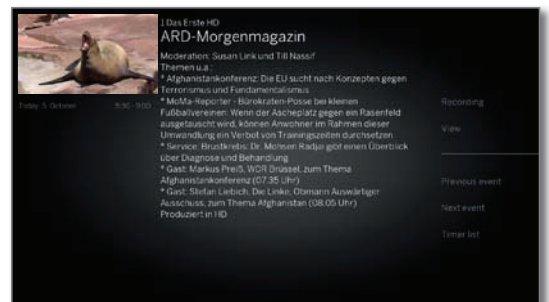 1 Das Erste HD
ARD-Morgenmagazin
Moderation: Susan Link und Till Nassif
Themen u.a.:
* Afghanistankonferenz: Die EU sucht nach Konzepten gegen
Terrorismus und Fundamentalismus
* MoMa-Reporter - Bürokraten-Posse bei kleinen
Fußballvereinen: Wenn der Ascheplatz gegen ein Rasenfeld
ausgetauscht wird, können Anwohner im Rahmen dieser
Umwandlung ein Verbot von Trainingszeiten durchsetzen
* Service: Brustkrebs: Dr. Mohsen Radjai gibt einen Überblick
über Diagnose und Behandlung
* Gast: Markus Preiß, WDR Brüssel, zum Thema
Afghanistankonferenz (07.35 Uhr)
* Gast: Stefan Liebich, Die Linke, Obmann Auswärtiger
Ausschuss, zum Thema Afghanistan (08.05 Uhr)
Produziert in HD
Today, 5. October 5:30 - 9:00
Recording
View
Previous event
Next event
Timer list